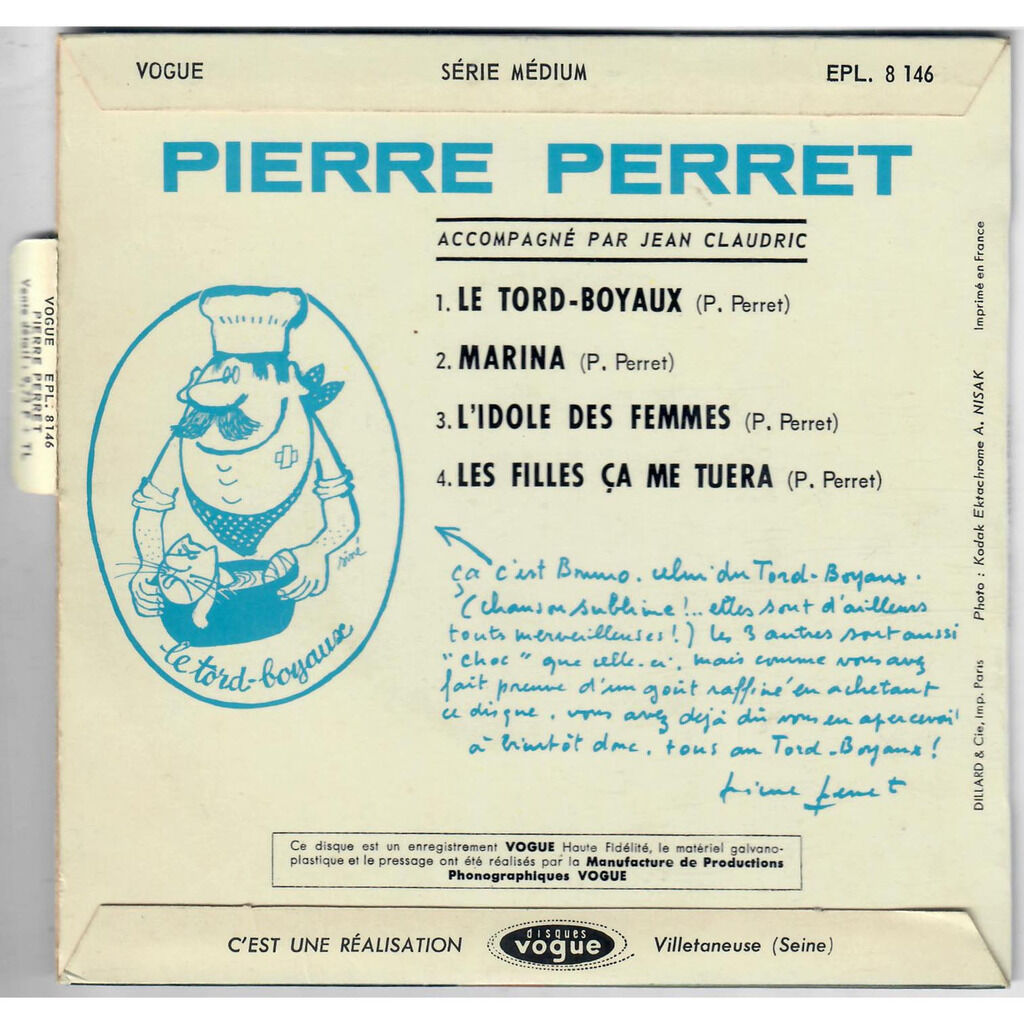 VOGUE SÉRIE MÉDIUM EPL. 8 146
PIERRE PERRET
ACCOMPAGNÉ PAR JEAN CLAUDRIC
1. LE TORD-BOYAUX (P. Perret)
2. MARINA (P. Perret)
3. L'IDOLE DES FEMMES (P. Perret)
4. LES FILLES ÇA ME TUERA (P. Perret)
siné
le tord-boyaux
ça c'est Bruno. celui du Tord-Boyaux.
(chanson sublime!.. elles sont d'ailleurs
touts merveilleuses!) les 3 autres sont aussi
"choc" que celle-ci, mais comme vous avez
fait preuve d'un goût raffiné en achetant
ce disque, vous avez dejà dû vous en apercevoir
à bientôt donc, tous au Tord-Boyaux!
Pierre Perret
Ce disque est un enregistrement VOGUE Haute Fidélité, le matériel galvano-
plastique et le pressage ont été réalisés par la Manufacture de Productions
Phonographiques VOGUE
C'EST UNE RÉALISATION disques vogue Villetaneuse (Seine)
DILLARD & Cie, Imp. Paris Photo : Kodak Ektachrome A. NISAK Imprimé en France
VOGUE EPL. 8146
PIERRE PERRET